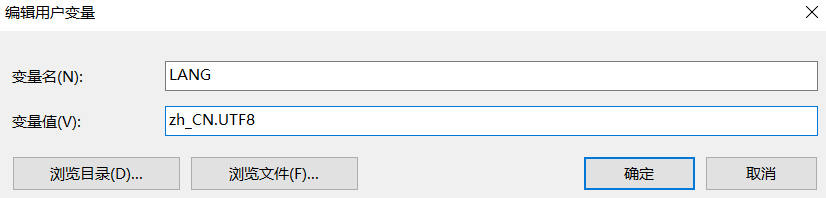 编辑用户变量
变量名(N):
LANG
变量值(V):
zh_CN.UTF8
浏览目录(D)...
浏览文件(F)...
确定
取消